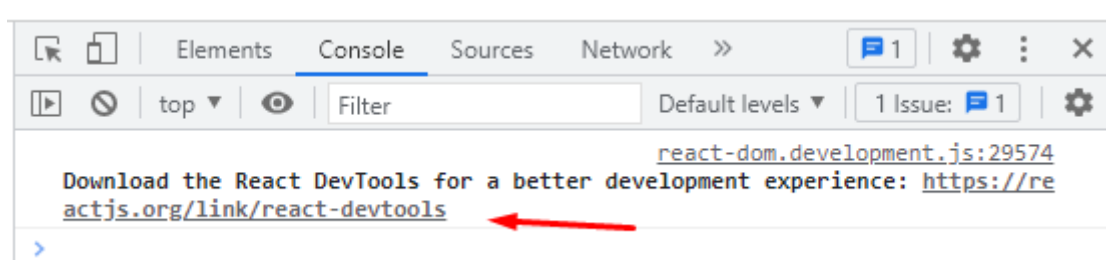 Elements Console Sources Network » 1
top ▼ Filter Default levels ▼ 1 Issue: 1
react-dom.development.js:29574
Download the React DevTools for a better development experience: https://re
actjs.org/link/react-devtools
>